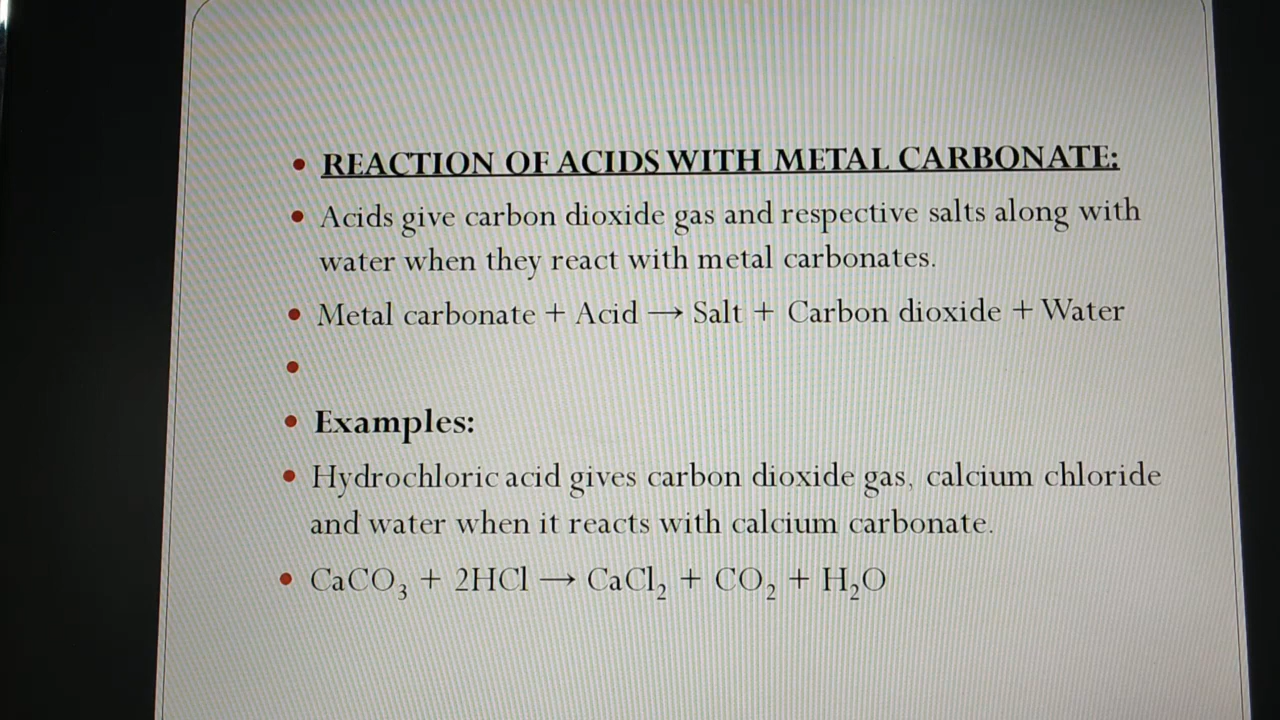 • REACTION OF ACIDS WITH METAL CARBONATE:
• Acids give carbon dioxide gas and respective salts along with
water when they react with metal carbonates.
• Metal carbonate + Acid → Salt + Carbon dioxide + Water
•
• Examples:
• Hydrochloric acid gives carbon dioxide gas, calcium chloride
and water when it reacts with calcium carbonate.
• CaCO₃ + 2HCl → CaCl₂ + CO₂ + H₂O